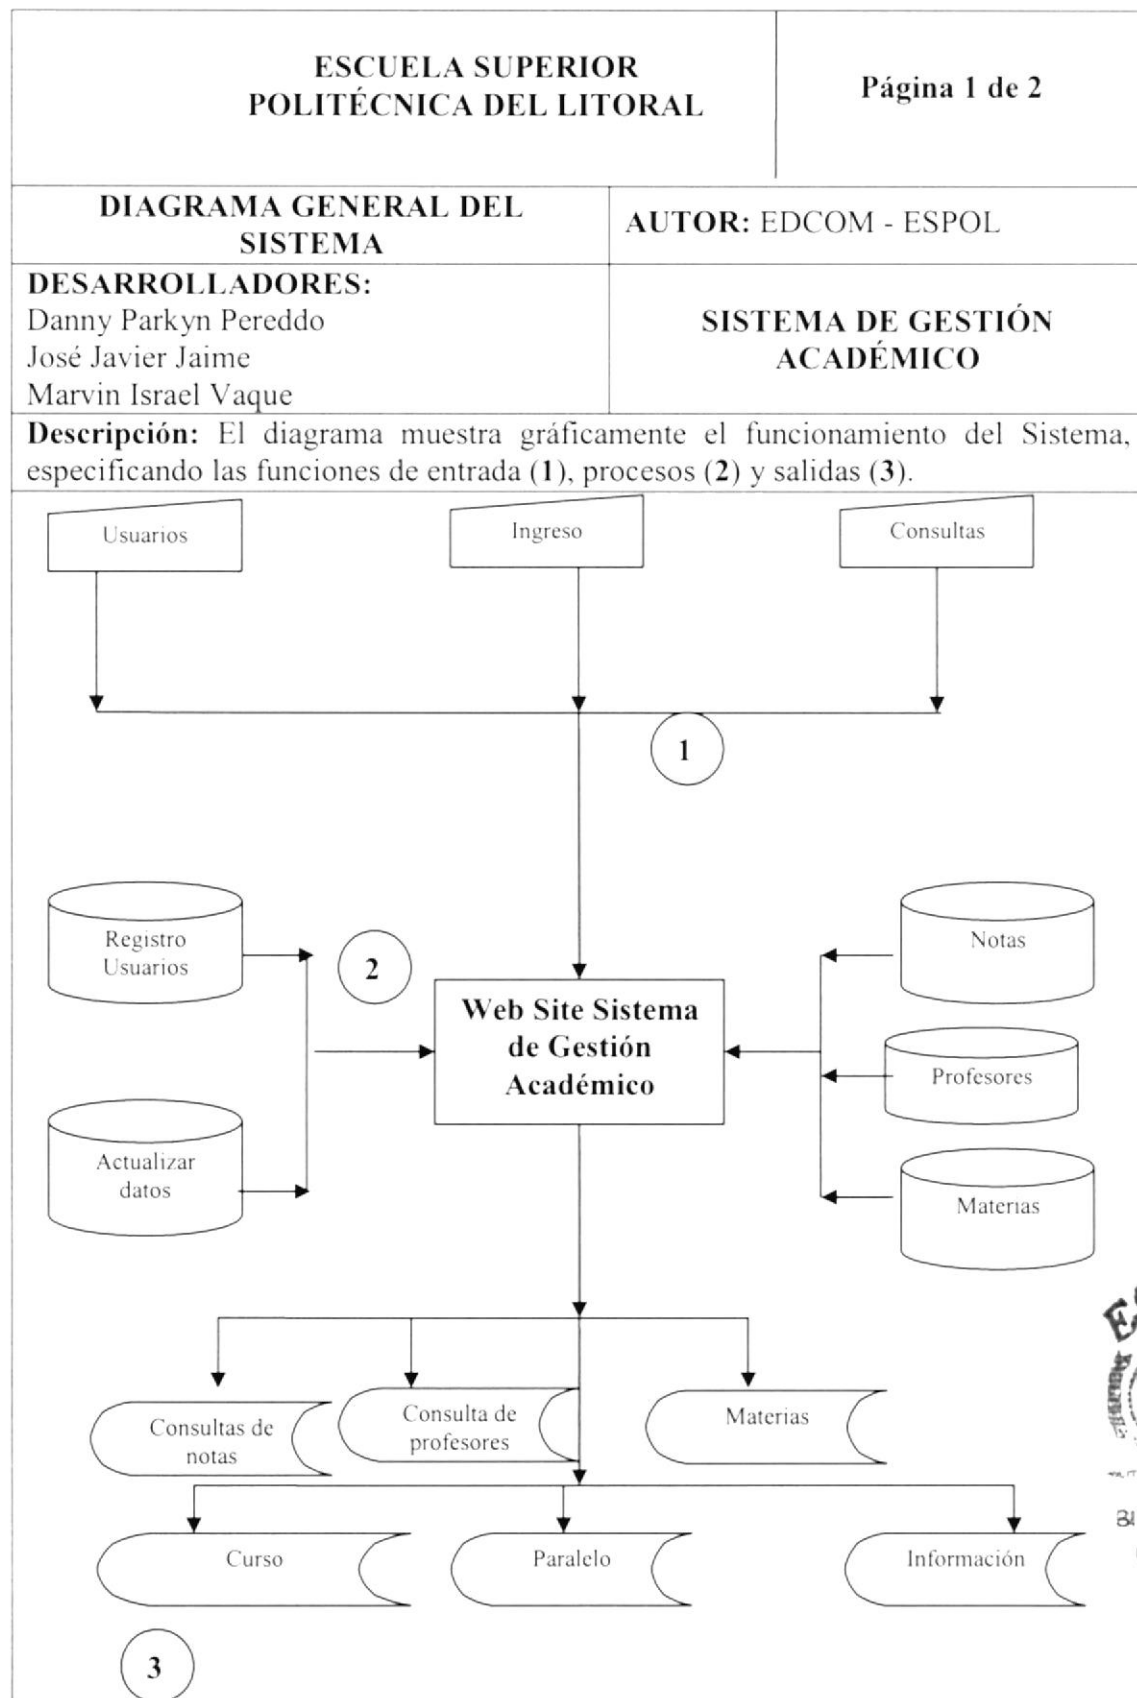 ESCUELA SUPERIOR
POLITÉCNICA DEL LITORAL
Página 1 de 2
DIAGRAMA GENERAL DEL
SISTEMA
AUTOR: EDCOM - ESPOL
DESARROLLADORES:
Danny Parkyn Pereddo
José Javier Jaime
Marvin Israel Vaque
SISTEMA DE GESTIÓN
ACADÉMICO
Descripción: El diagrama muestra gráficamente el funcionamiento del Sistema,
especificando las funciones de entrada (1), procesos (2) y salidas (3).
Usuarios
Ingreso
Consultas
1
Registro
Usuarios
2
Notas
Web Site Sistema
de Gestión
Académico
Profesores
Actualizar
datos
Materias
Consultas de
notas
Consulta de
profesores
Materias
Curso
Paralelo
Información
3